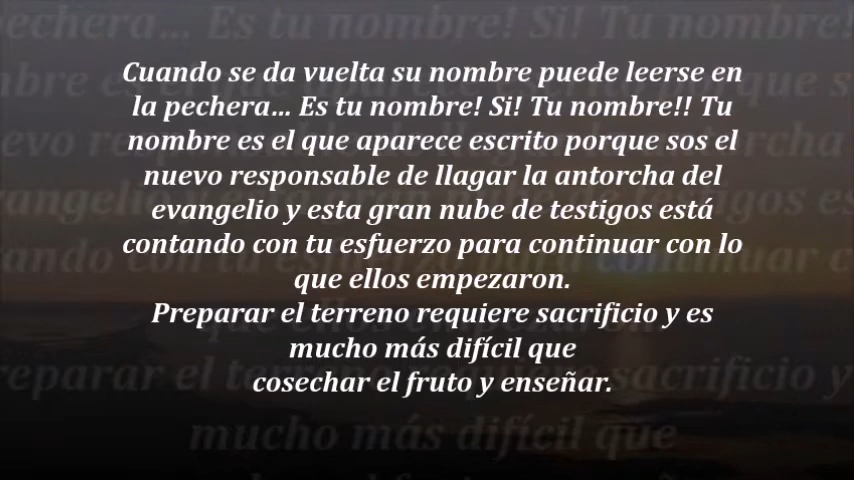 Cuando se da vuelta su nombre puede leerse en
la pechera... Es tu nombre! Si! Tu nombre!! Tu
nombre es el que aparece escrito porque sos el
nuevo responsable de llagar la antorcha del
evangelio y esta gran nube de testigos está
contando con tu esfuerzo para continuar con lo
que ellos empezaron.
Preparar el terreno requiere sacrificio y es
mucho más difícil que
cosechar el fruto y enseñar.